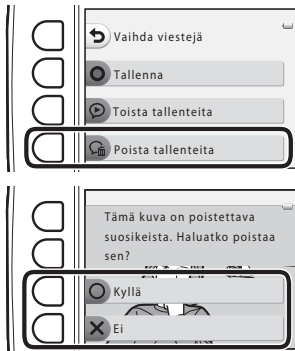 Vaihda viestejä
Tallenna
Toista tallenteita
Poista tallenteita
Tämä kuva on poistettava
suosikeista. Haluatko poistaa
sen?
Kyllä
Ei